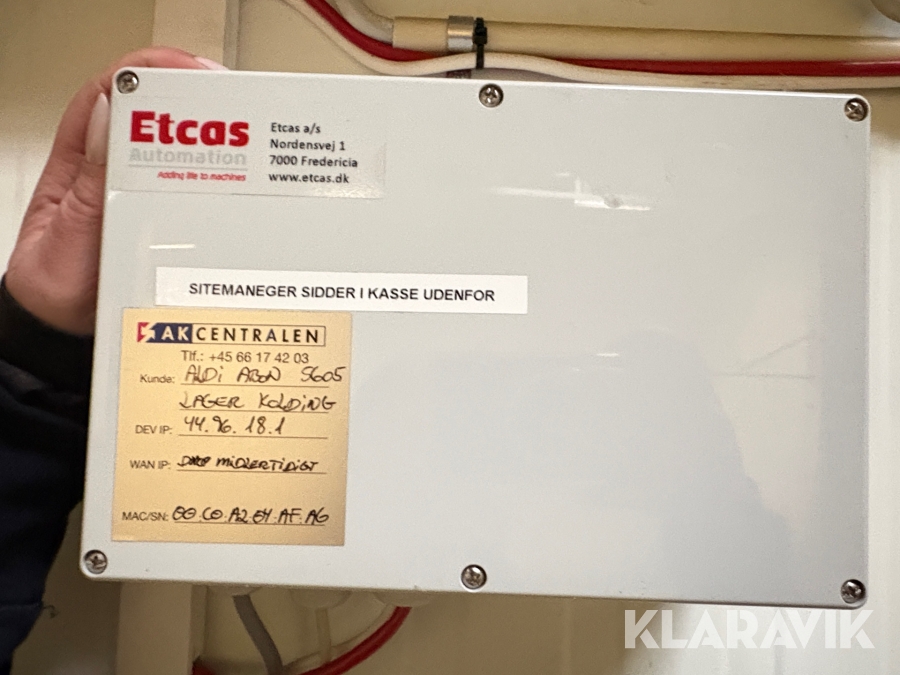 Etcas
Automation
Adding life to machines
Etcas a/s
Nordensvej 1
7000 Fredericia
www.etcas.dk
SITEMANEGER SIDDER I KASSE UDENFOR
AKCENTRALEN
Tlf.: +45 66 17 42 03
Kunde: ALDI ABON 5605
LAGER KOLDING
DEV IP: 44.96.18.1
WAN IP: MIDLERTIDIGT
MAC/SN: 00.C0.A2.04.AF.A6
KLARAVIK